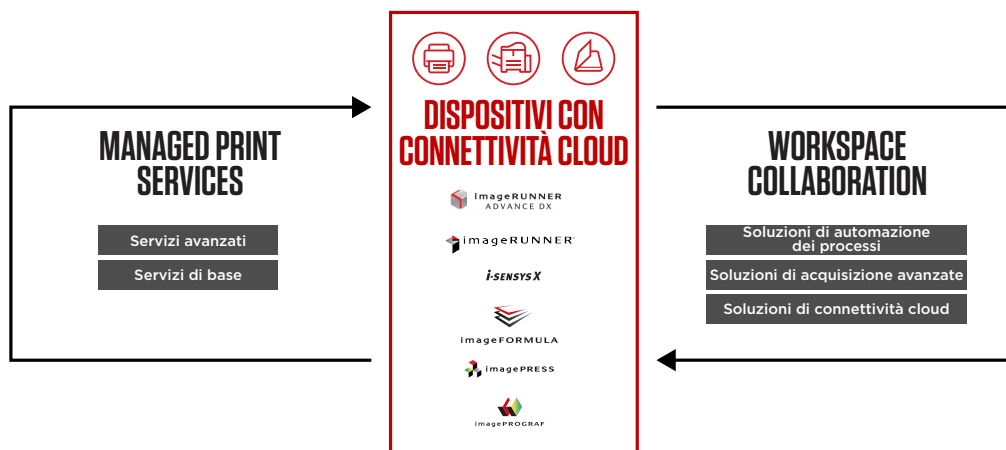 MANAGED PRINT
SERVICES
Servizi avanzati
Servizi di base
DISPOSITIVI CON
CONNETTIVITÀ CLOUD
imageRUNNER
ADVANCE DX
imageRUNNER
i-SENSYS X
imageFORMULA
imagePRESS
imagePROGRAF
WORKSPACE
COLLABORATION
Soluzioni di automazione
dei processi
Soluzioni di acquisizione avanzate
Soluzioni di connettività cloud